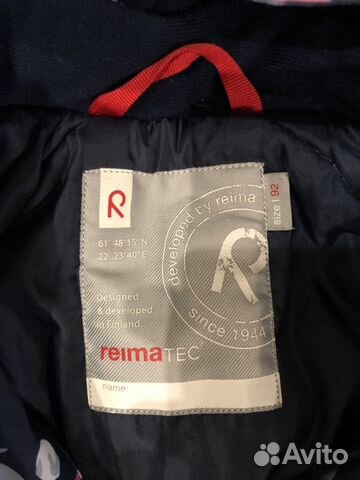 R
61° 48'15"N
22° 23'40"E
developed by reima
R
since 1944
size | 92
Designed
& developed
in Finland
reimaTEC®
name:
Avito